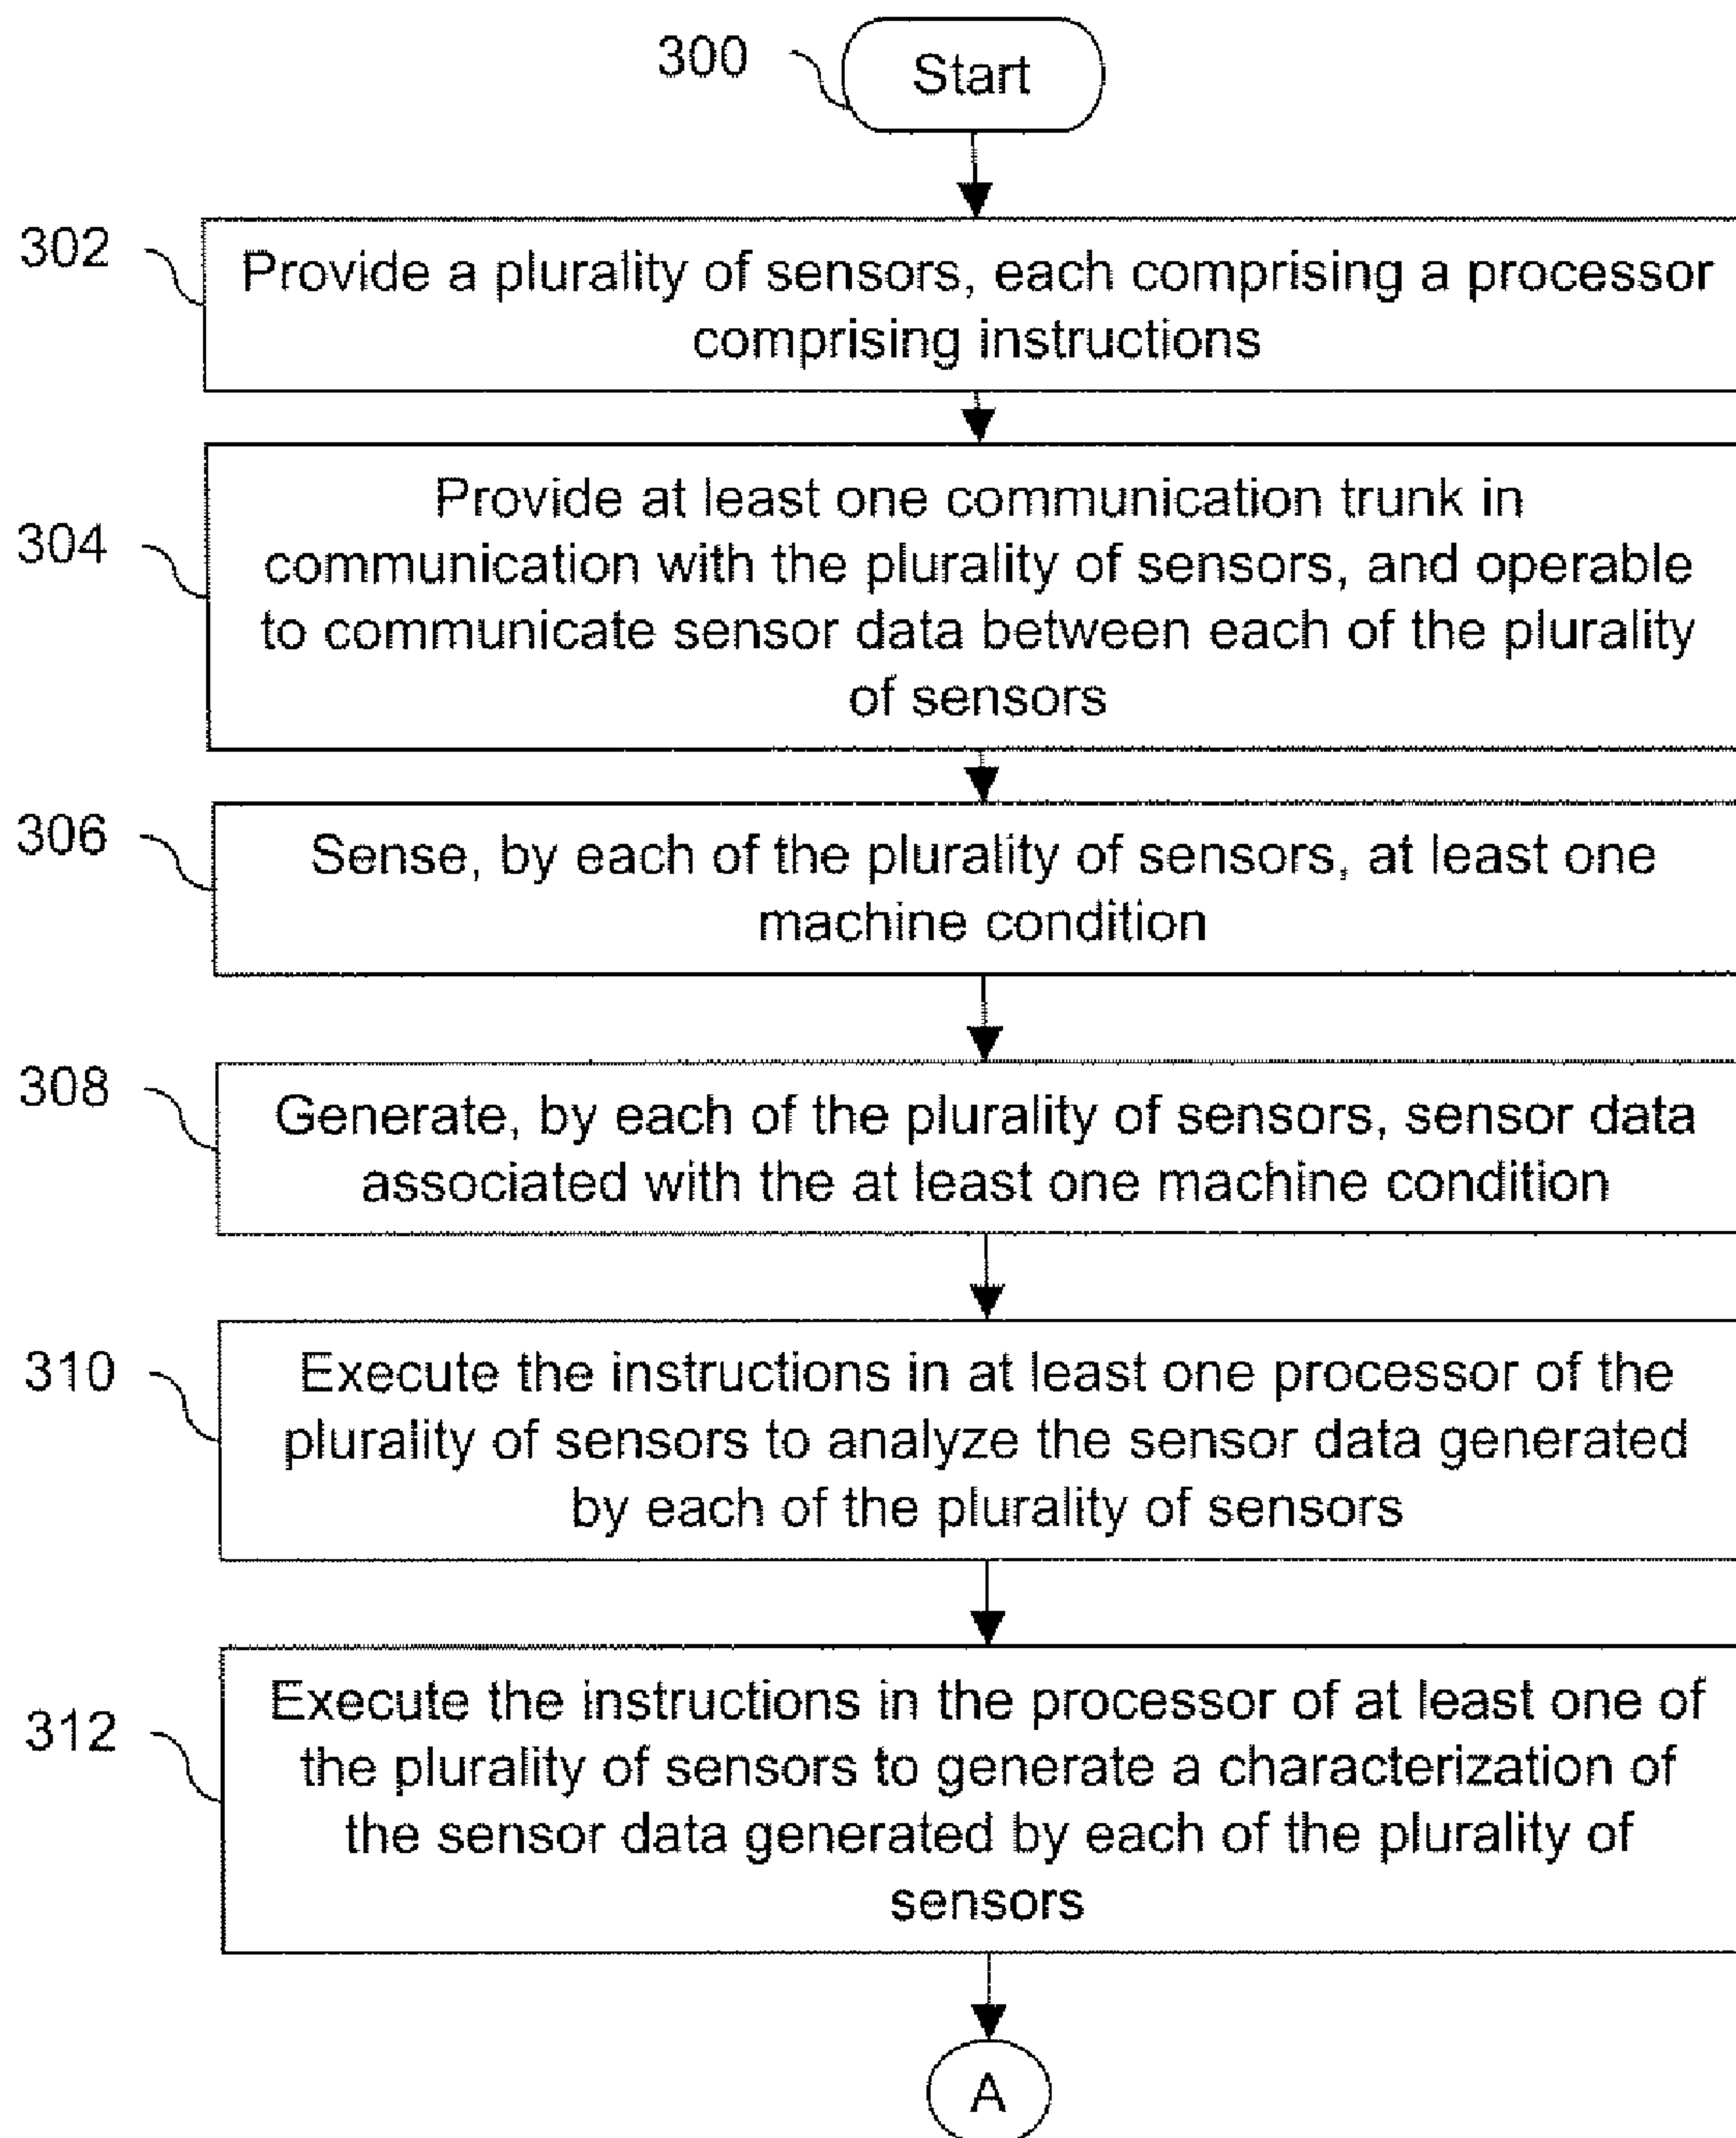 300
Start
302
Provide a plurality of sensors, each comprising a processor
comprising instructions
304
Provide at least one communication trunk in
communication with the plurality of sensors, and operable
to communicate sensor data between each of the plurality
of sensors
306
Sense, by each of the plurality of sensors, at least one
machine condition
308
Generate, by each of the plurality of sensors, sensor data
associated with the at least one machine condition
310
Execute the instructions in at least one processor of the
plurality of sensors to analyze the sensor data generated
by each of the plurality of sensors
312
Execute the instructions in the processor of at least one of
the plurality of sensors to generate a characterization of
the sensor data generated by each of the plurality of
sensors
A